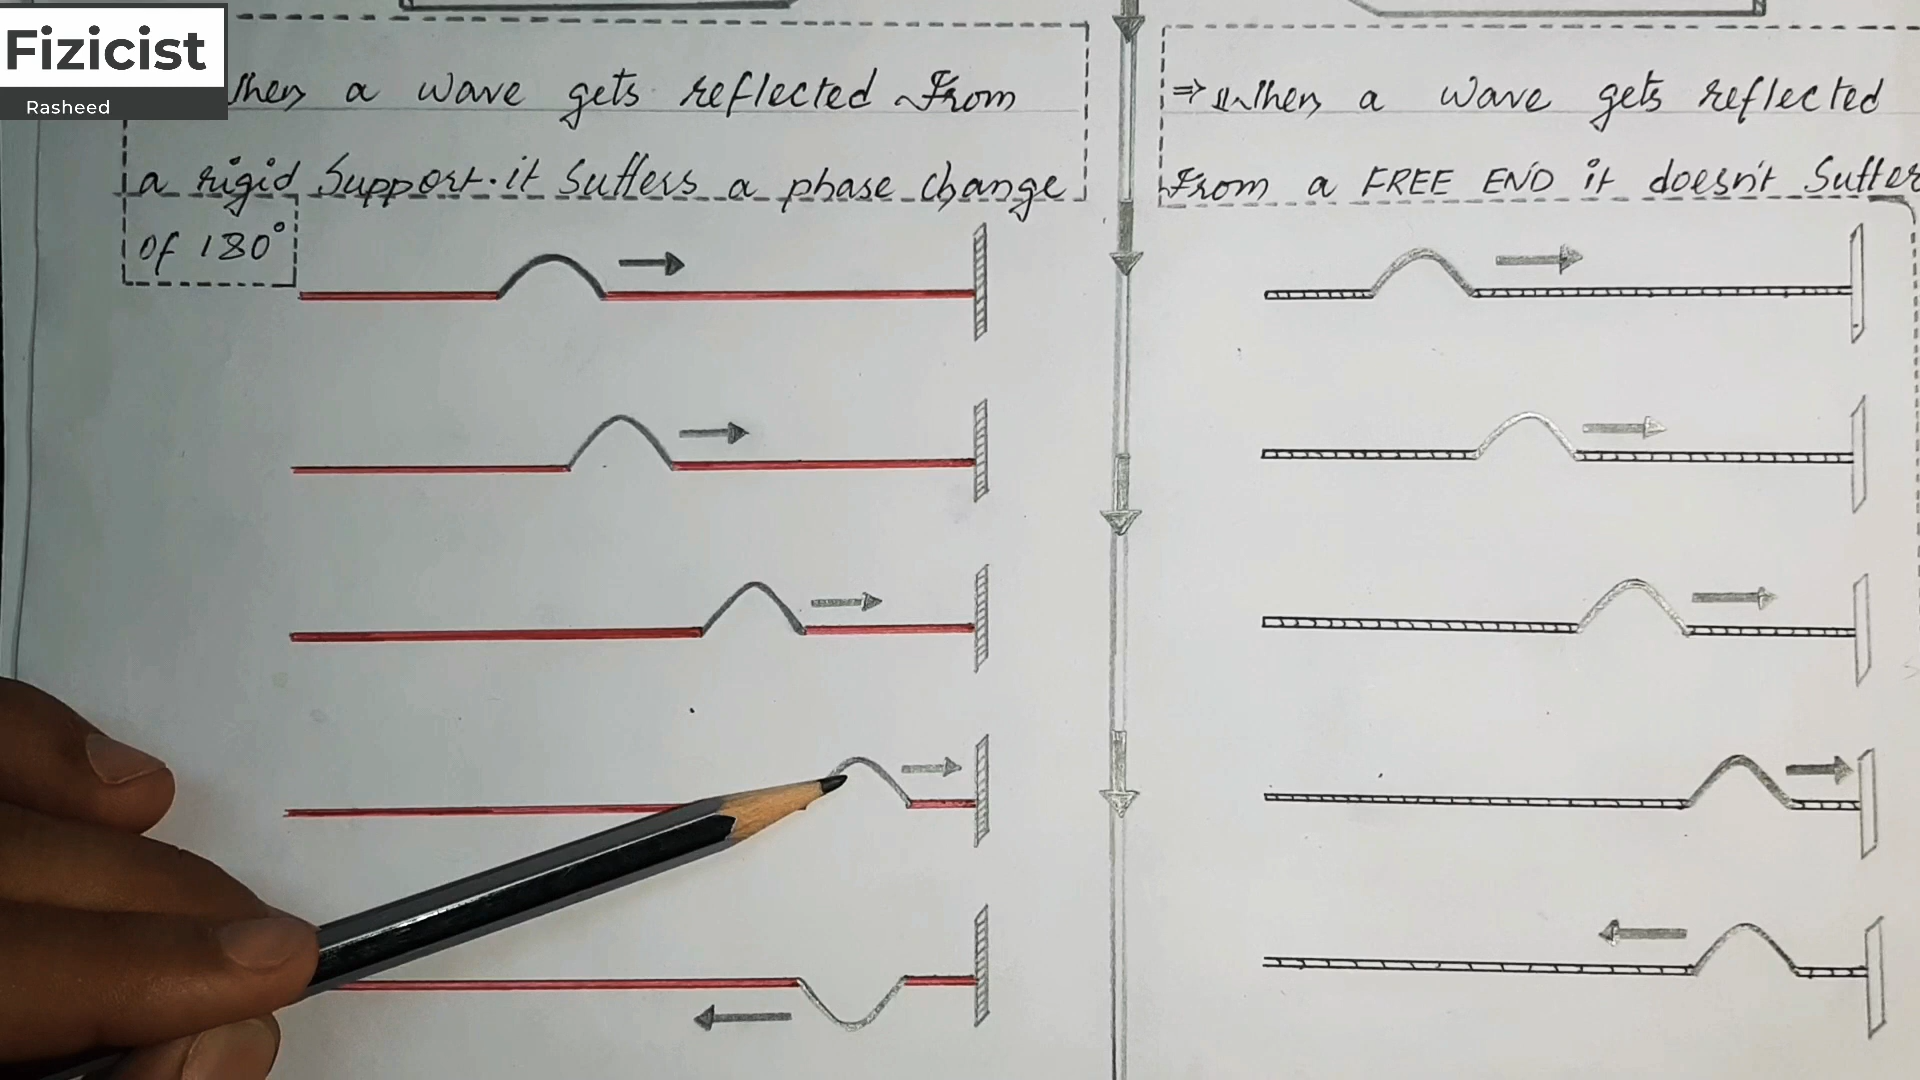 Fizicist
Rasheed
When a wave gets reflected From
a rigid Support. it Suffers a phase change
of 180°
⇒ When a wave gets reflected
From a FREE END it doesn't Suffer